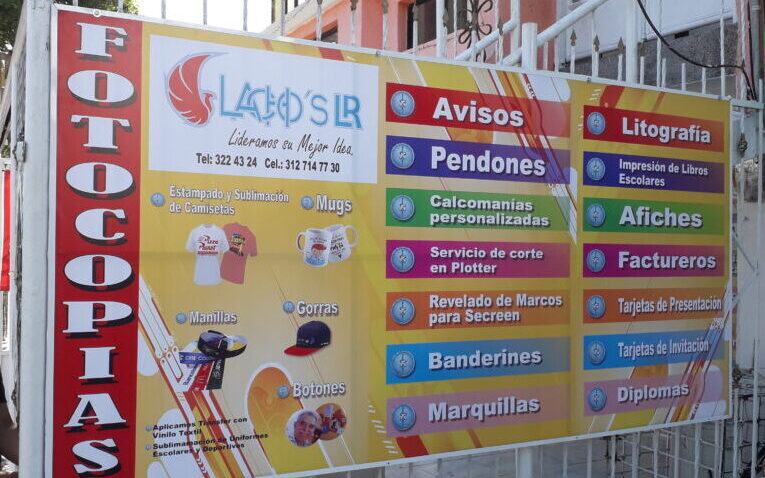 FOTOCOPIAS
LACHO'S LR
Lideramos su Mejor Idea.
Tel: 322 43 24 Cel.: 312 714 77 30
Estampado y Sublimación
de Camisetas
Mugs
Manillas
Gorras
Botones
Aplicamos Transfer con
Vinilo Textil
Sublimamación de Uniformes
Escolares y Deportivos
Avisos
Pendones
Calcomanías
personalizadas
Servicio de corte
en Plotter
Revelado de Marcos
para Secreen
Banderines
Marquillas
Litografía
Impresión de Libros
Escolares
Afiches
Factureros
Tarjetas de Presentación
Tarjetas de Invitación
Diplomas